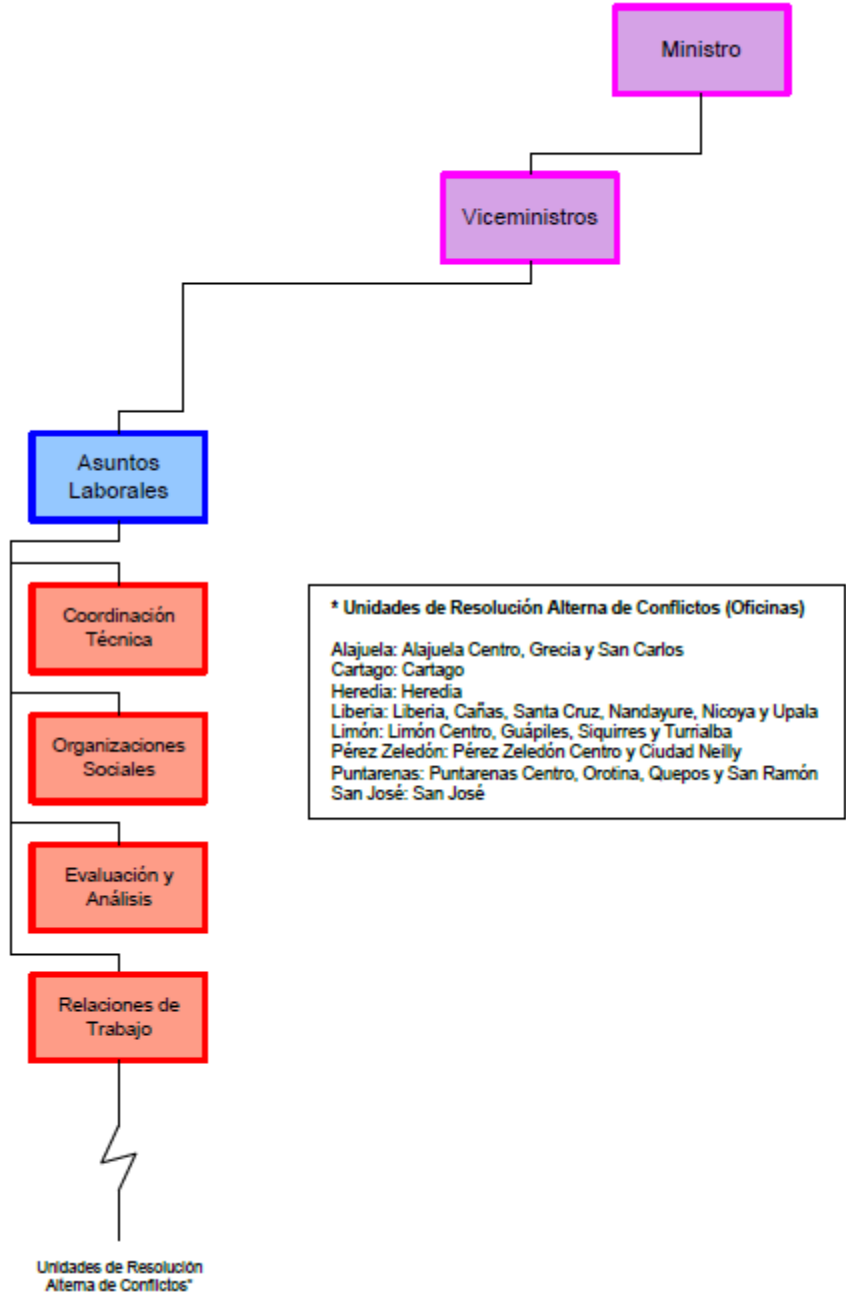 Ministro
Viceministros
Asuntos
Laborales
Coordinación
Técnica
Organizaciones
Sociales
Evaluación y
Análisis
Relaciones de
Trabajo
Unidades de Resolución
Alterna de Conflictos*
* Unidades de Resolución Alterna de Conflictos (Oficinas)
Alajuela: Alajuela Centro, Grecia y San Carlos
Cartago: Cartago
Heredia: Heredia
Liberia: Liberia, Cañas, Santa Cruz, Nandayure, Nicoya y Upala
Limón: Limón Centro, Guápiles, Siquirres y Turrialba
Pérez Zeledón: Pérez Zeledón Centro y Ciudad Neilly
Puntarenas: Puntarenas Centro, Orotina, Quepos y San Ramón
San José: San José